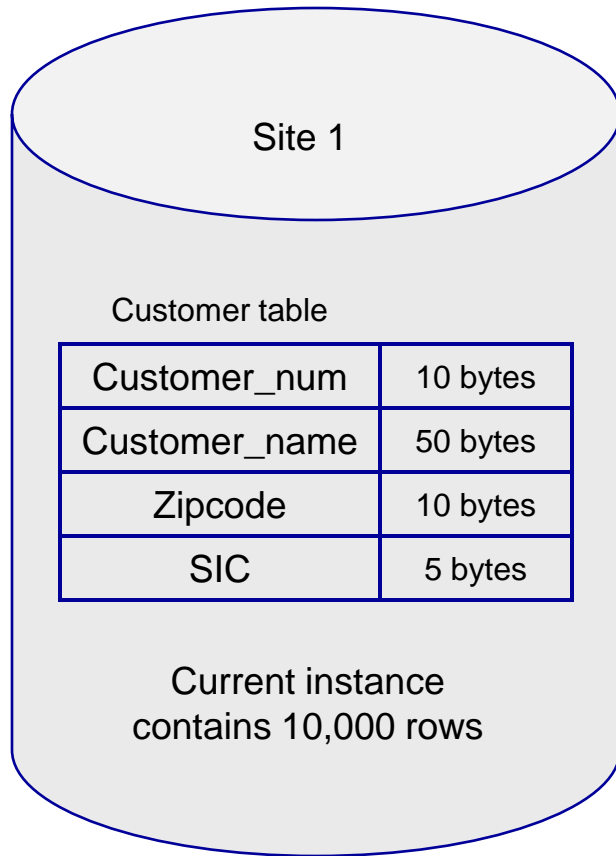 Site 1
Customer table
Customer_num 10 bytes
Customer_name 50 bytes
Zipcode 10 bytes
SIC 5 bytes
Current instance
contains 10,000 rows